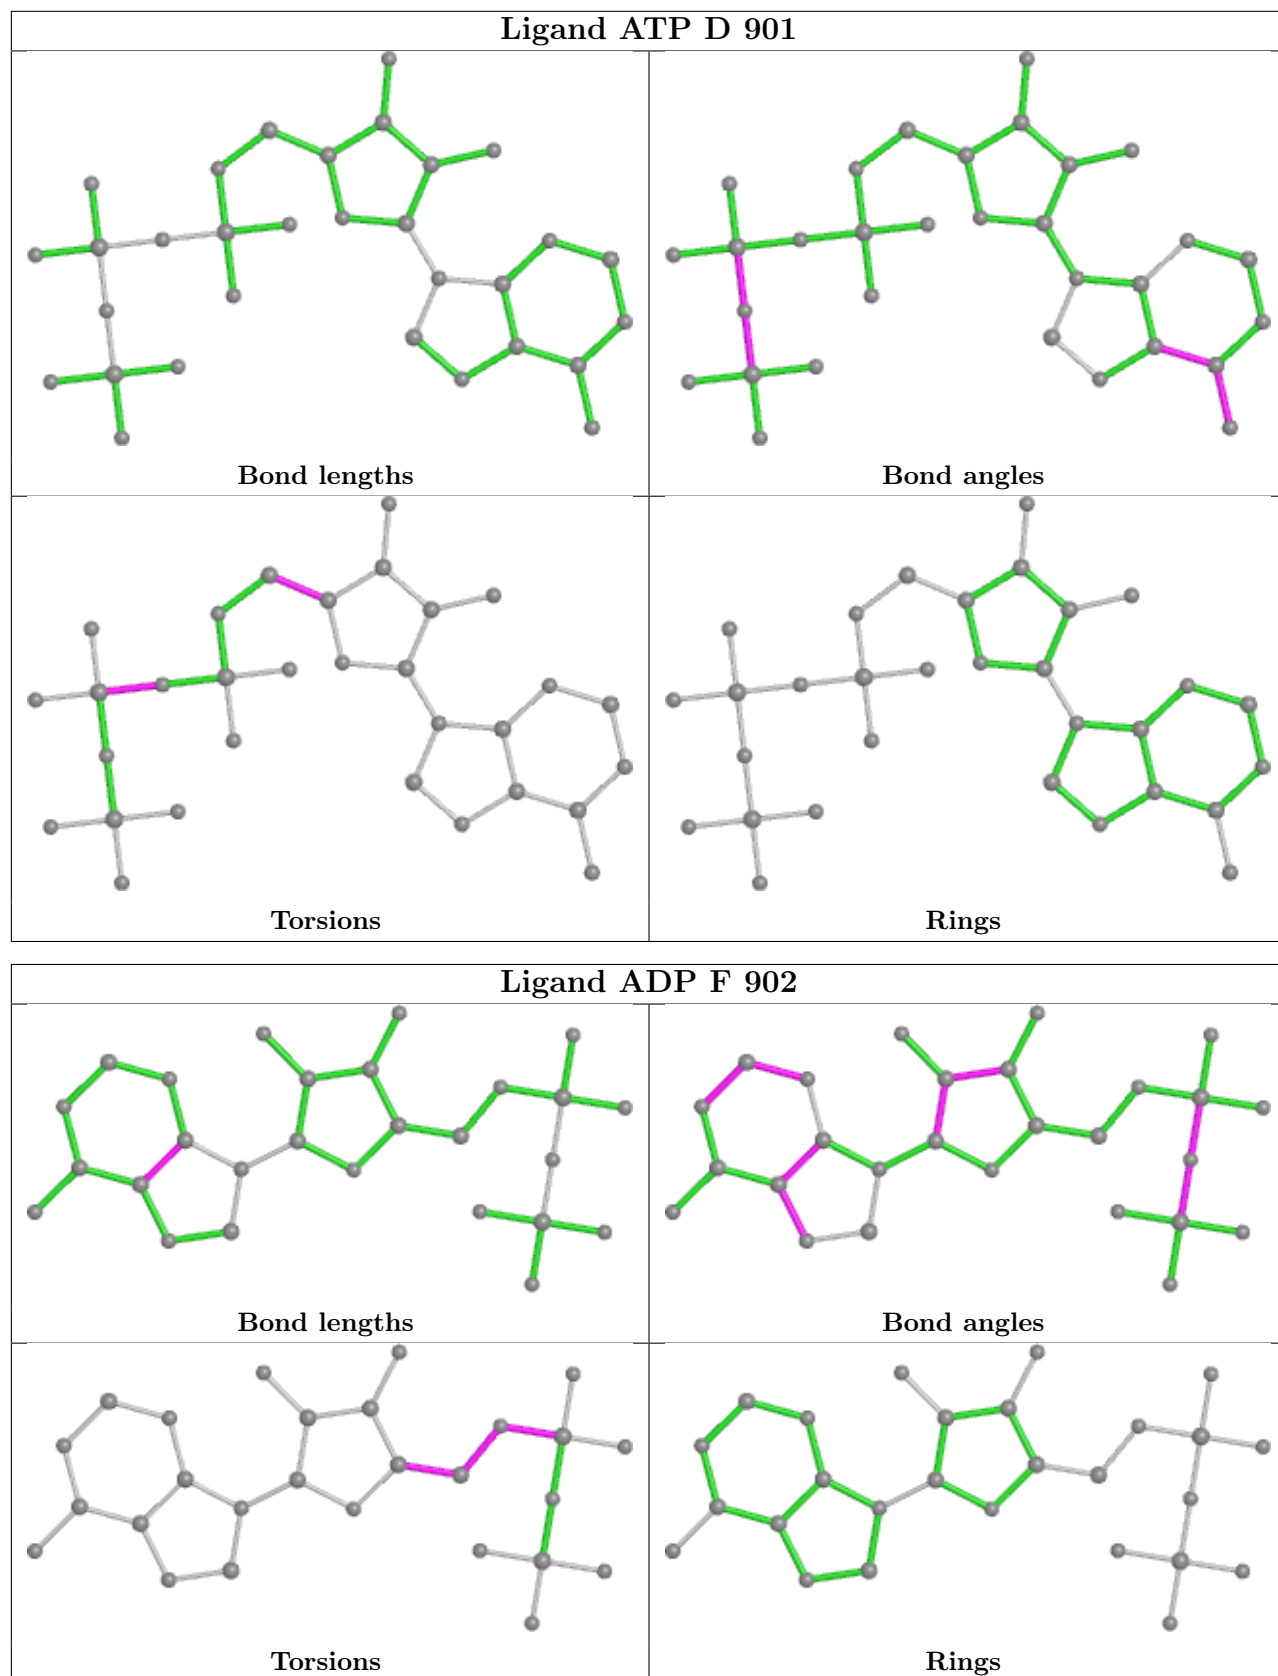 Ligand ATP D 901
Bond lengths
Bond angles
Torsions
Rings
Ligand ADP F 902
Bond lengths
Bond angles
Torsions
Rings